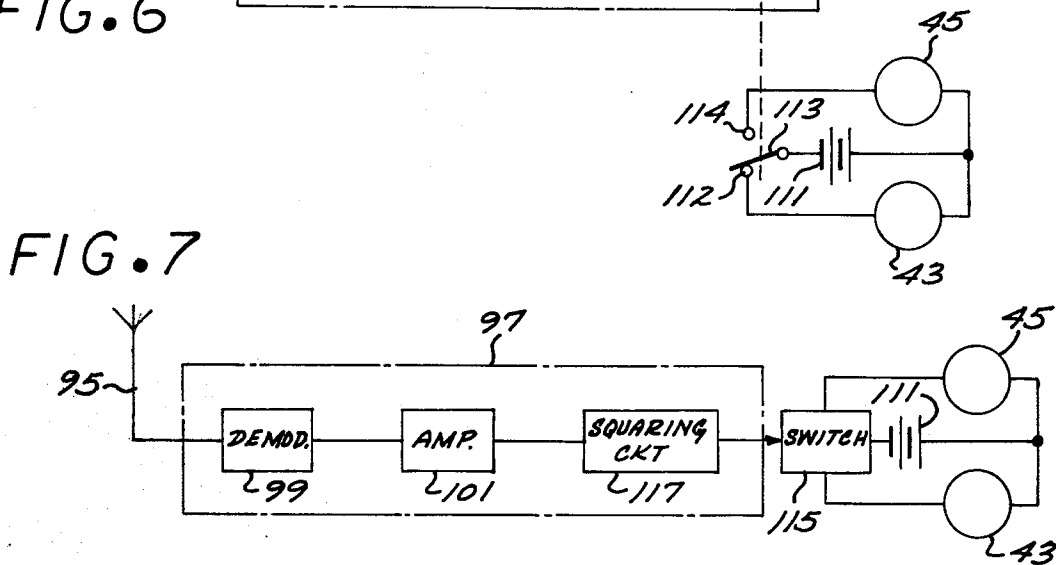 FIG.6
45
114
113
112
111
43
FIG.7
97
45
95
111
DEMOD.
AMP.
SQUARING
CKT
SWITCH
99
101
117
115
43